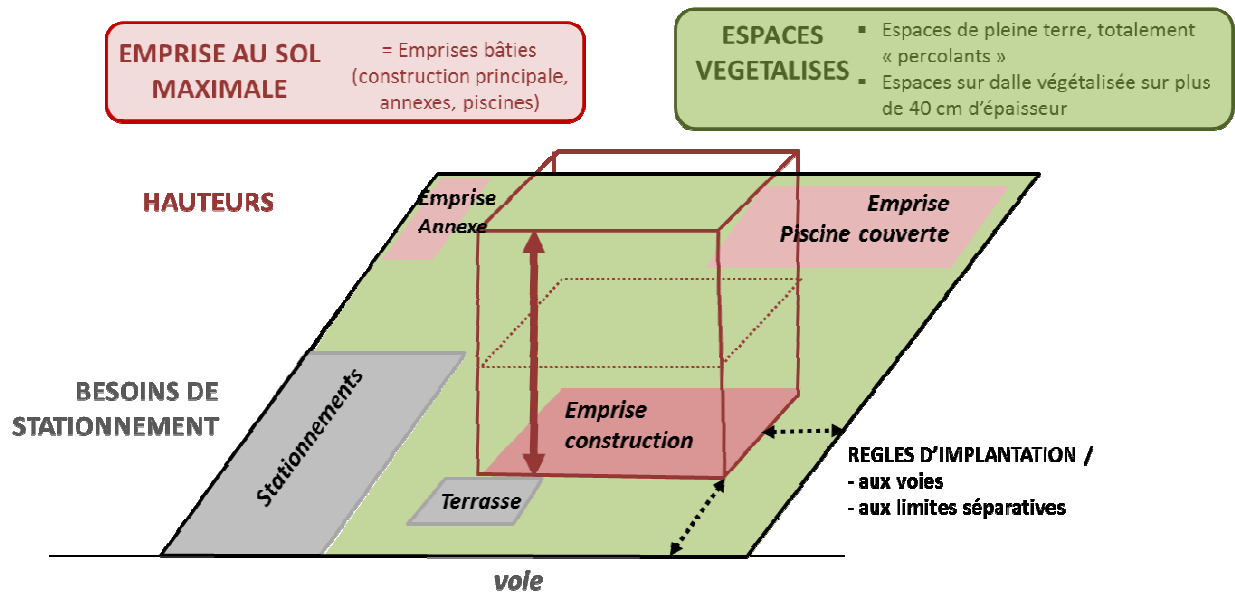 EMPRISE AU SOL
MAXIMALE
= Emprises bâties
(construction principale,
annexes, piscines)
ESPACES
VEGETALISES
▪ Espaces de pleine terre, totalement
« percolants »
▪ Espaces sur dalle végétalisée sur plus
de 40 cm d'épaisseur
HAUTEURS
Emprise
Annexe
Emprise
Piscine couverte
BESOINS DE
STATIONNEMENT
Stationnements
Emprise
construction
Terrasse
REGLES D'IMPLANTATION /
- aux voies
- aux limites séparatives
voie